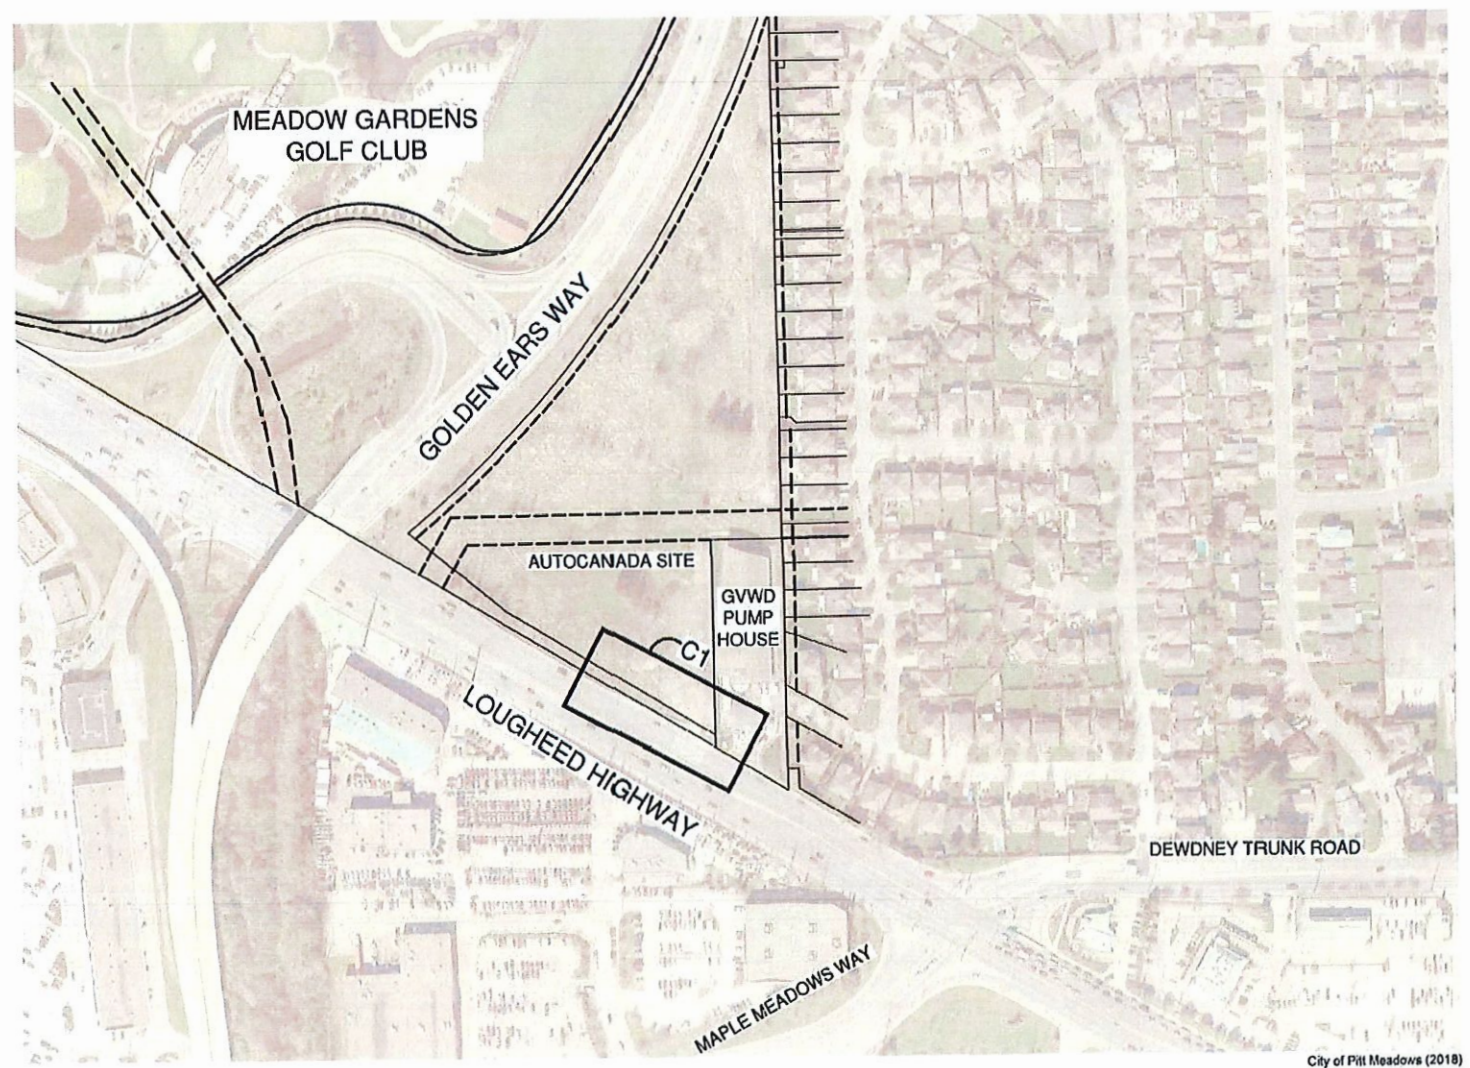 MEADOW GARDENS
GOLF CLUB
GOLDEN EARS WAY
AUTOCANADA SITE
GVWD
PUMP
HOUSE
C1
LOUGHEED HIGHWAY
DEWDNEY TRUNK ROAD
MAPLE MEADOWS WAY
City of Pitt Meadows (2018)